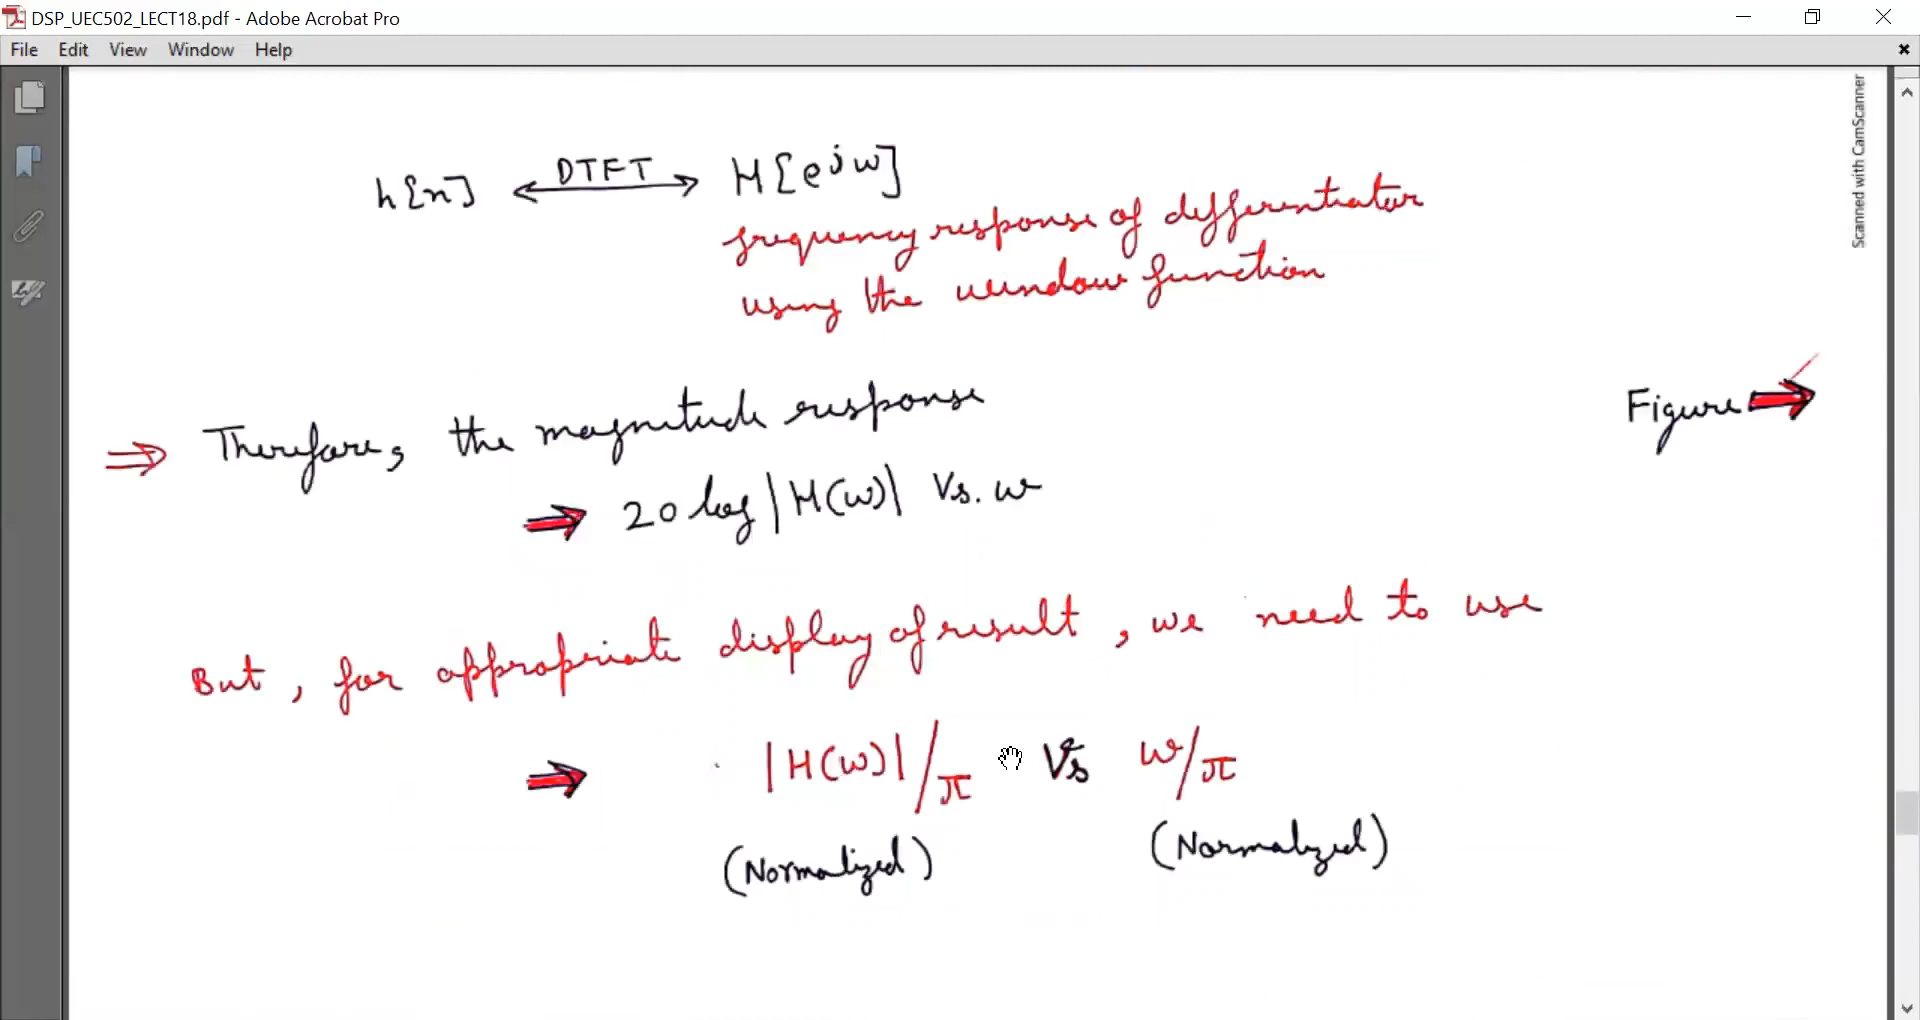 DSP_UEC502_LECT18.pdf - Adobe Acrobat Pro
File Edit View Window Help
Scanned with CamScanner
h[n] ⟷ DTFT H[e^jω]
frequency response of differentiator
using the window function
⇒ Therefore, the magnitude response
Figure ⇒
⇒ 20 log |H(ω)| Vs. ω
But, for appropriate display of result, we need to use
⇒ |H(ω)|/π Vs ω/π
(Normalized) (Normalized)